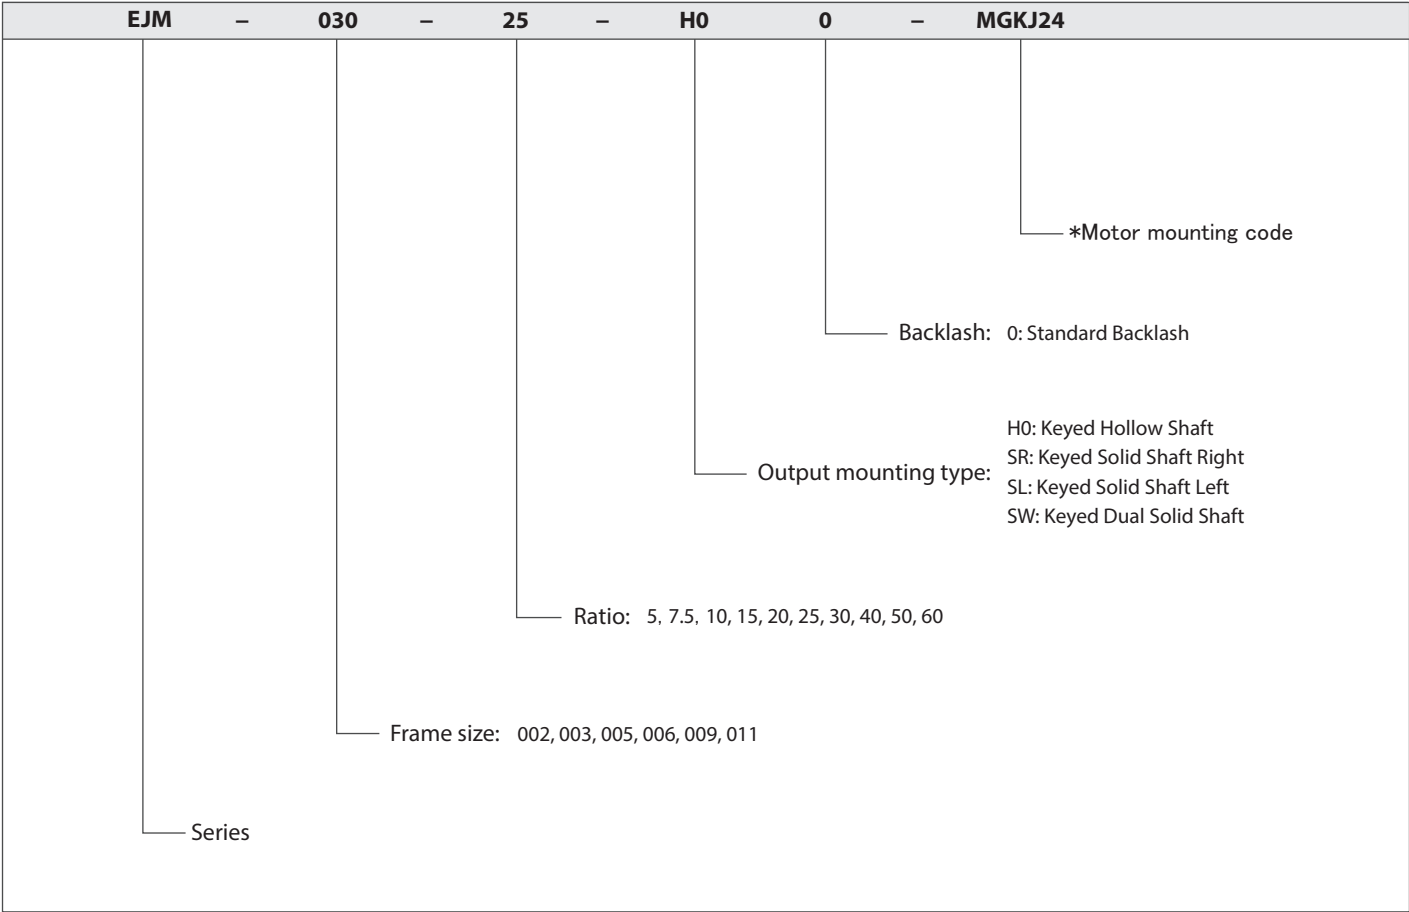 EJM – 030 – 25 – H0 0 – MGKJ24
*Motor mounting code
Backlash: 0: Standard Backlash
H0: Keyed Hollow Shaft
Output mounting type: SR: Keyed Solid Shaft Right
SL: Keyed Solid Shaft Left
SW: Keyed Dual Solid Shaft
Ratio: 5, 7.5, 10, 15, 20, 25, 30, 40, 50, 60
Frame size: 002, 003, 005, 006, 009, 011
Series